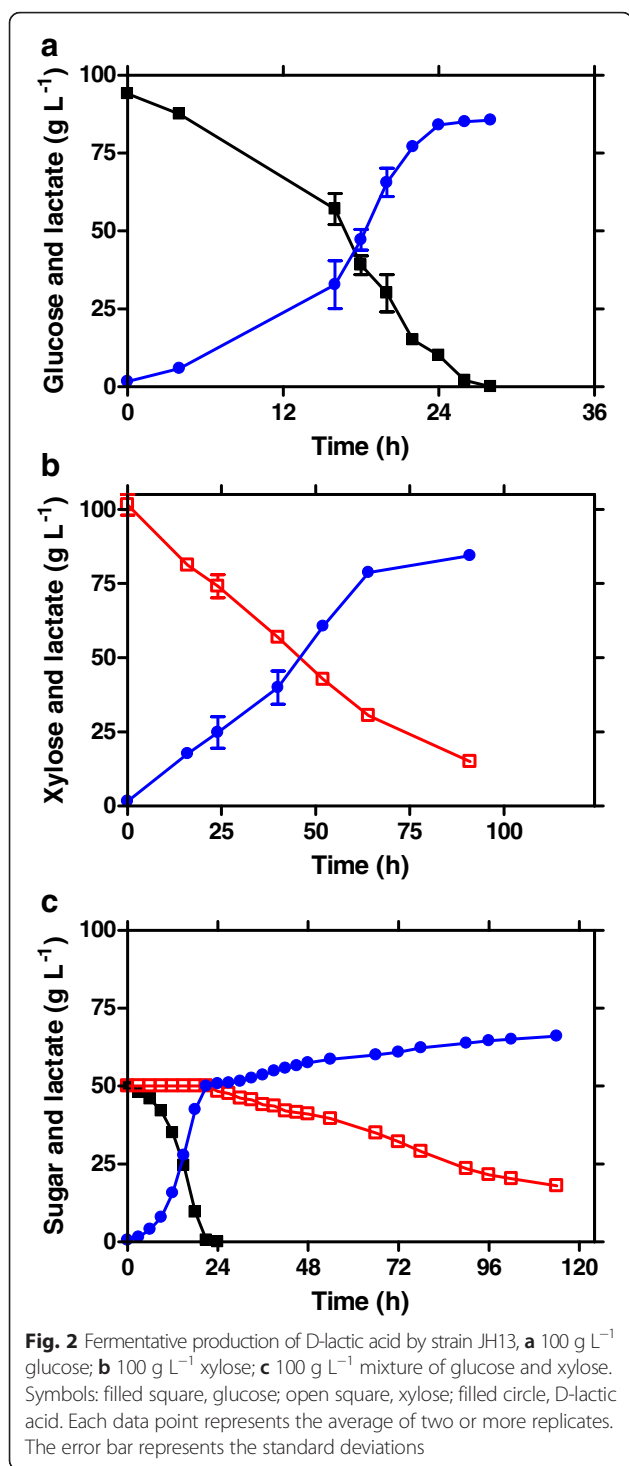 a
100
75
50
25
0
Glucose and lactate (g L⁻¹)
0 12 24 36
Time (h)
b
100
75
50
25
0
Xylose and lactate (g L⁻¹)
0 25 50 75 100
Time (h)
c
100
75
50
25
0
Sugar and lactate (g L⁻¹)
0 24 48 72 96 120
Time (h)
Fig. 2 Fermentative production of D-lactic acid by strain JH13, a 100 g L⁻¹
glucose; b 100 g L⁻¹ xylose; c 100 g L⁻¹ mixture of glucose and xylose.
Symbols: filled square, glucose; open square, xylose; filled circle, D-lactic
acid. Each data point represents the average of two or more replicates.
The error bar represents the standard deviations